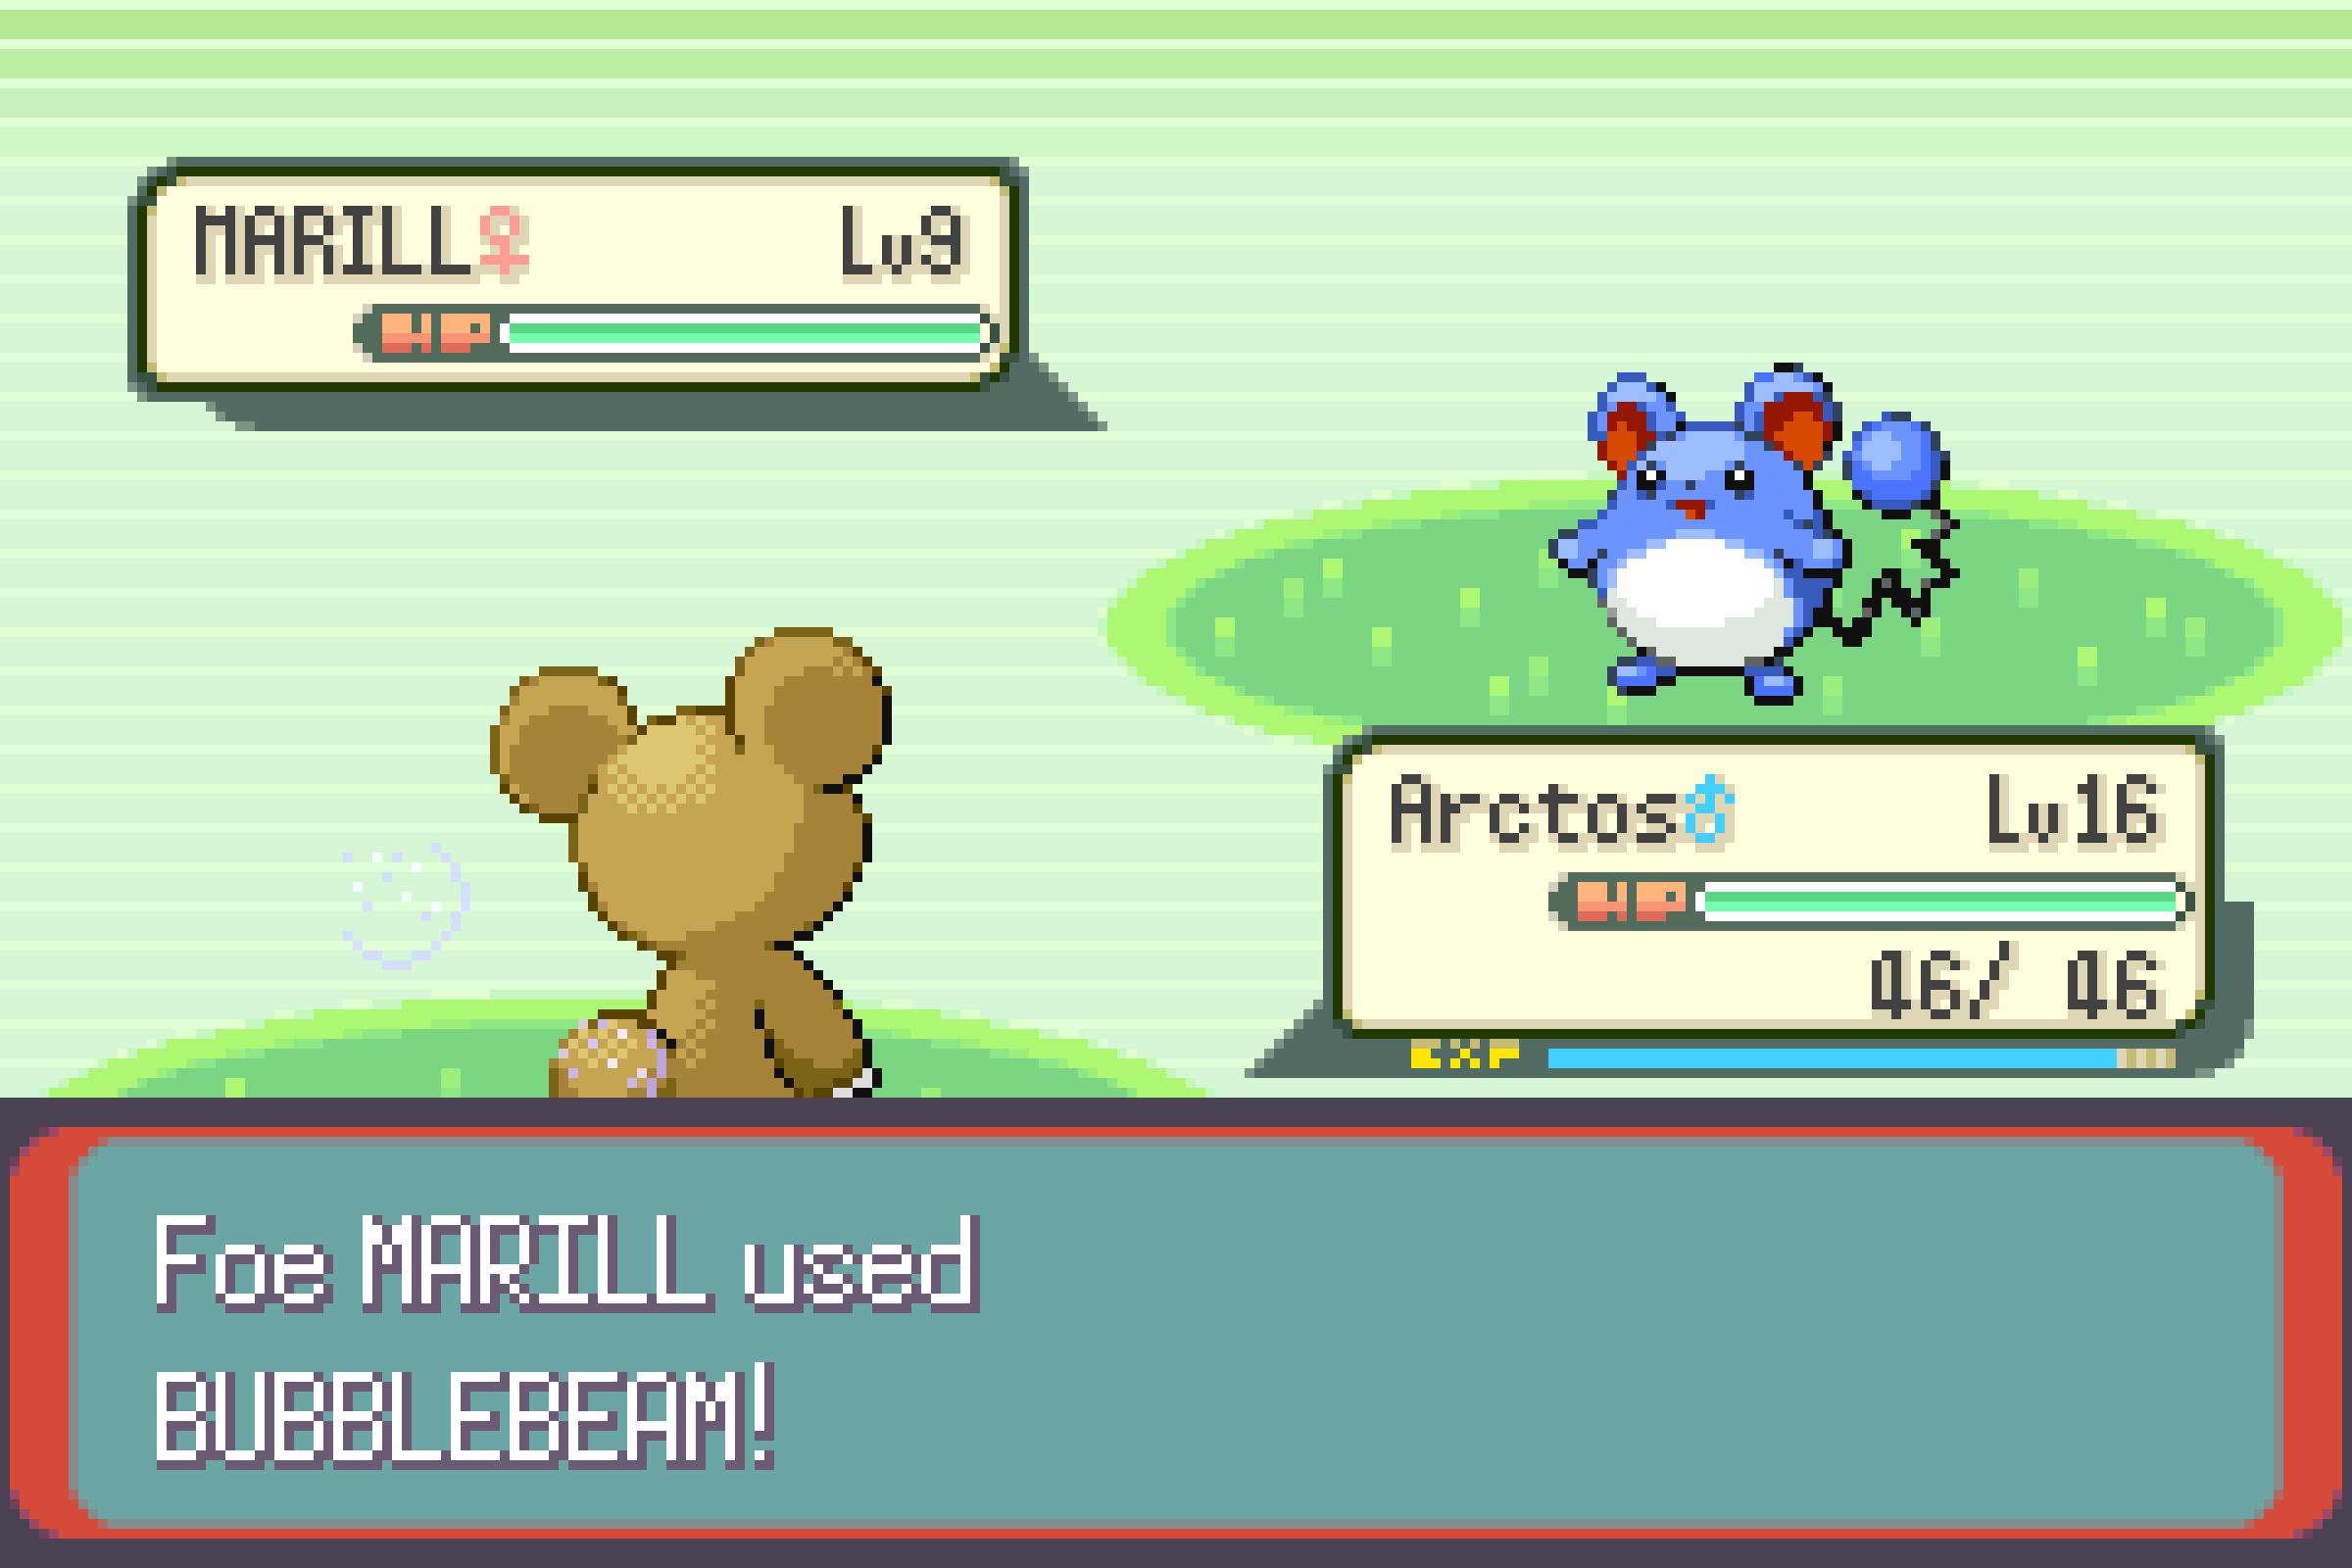 MARILL♀ Lv9
HP
Arctos♂ Lv16
HP
46/ 46
EXP
Foe MARILL used
BUBBLEBEAM!